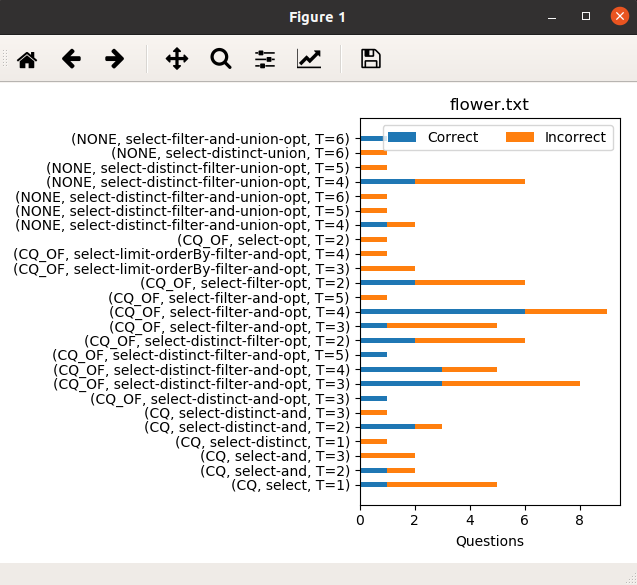 Figure 1
flower.txt
Correct Incorrect
(NONE, select-filter-and-union-opt, T=6)
(NONE, select-distinct-union, T=6)
(NONE, select-distinct-filter-union-opt, T=5)
(NONE, select-distinct-filter-union-opt, T=4)
(NONE, select-distinct-filter-and-union-opt, T=6)
(NONE, select-distinct-filter-and-union-opt, T=5)
(NONE, select-distinct-filter-and-union-opt, T=4)
(CQ_OF, select-opt, T=2)
(CQ_OF, select-limit-orderBy-filter-and-opt, T=4)
(CQ_OF, select-limit-orderBy-filter-and-opt, T=3)
(CQ_OF, select-filter-opt, T=2)
(CQ_OF, select-filter-and-opt, T=5)
(CQ_OF, select-filter-and-opt, T=4)
(CQ_OF, select-filter-and-opt, T=3)
(CQ_OF, select-distinct-filter-opt, T=2)
(CQ_OF, select-distinct-filter-and-opt, T=5)
(CQ_OF, select-distinct-filter-and-opt, T=4)
(CQ_OF, select-distinct-filter-and-opt, T=3)
(CQ_OF, select-distinct-and-opt, T=3)
(CQ, select-distinct-and, T=3)
(CQ, select-distinct-and, T=2)
(CQ, select-distinct, T=1)
(CQ, select-and, T=3)
(CQ, select-and, T=2)
(CQ, select, T=1)
0 2 4 6 8
Questions